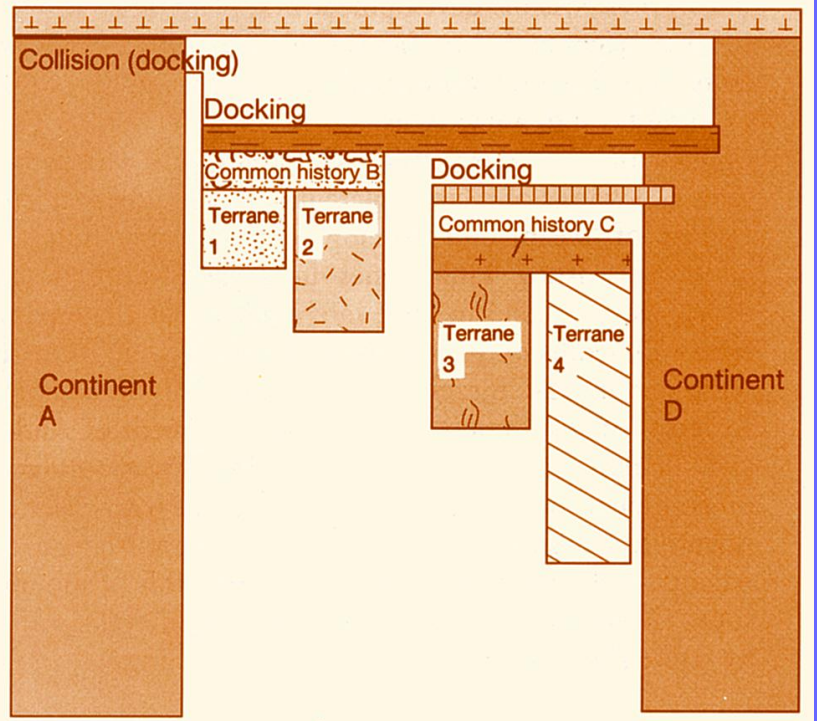 Collision (docking)
Docking
Common history B
Docking
Terrane
1
Terrane
2
Common history C
Terrane
3
Terrane
4
Continent
A
Continent
D